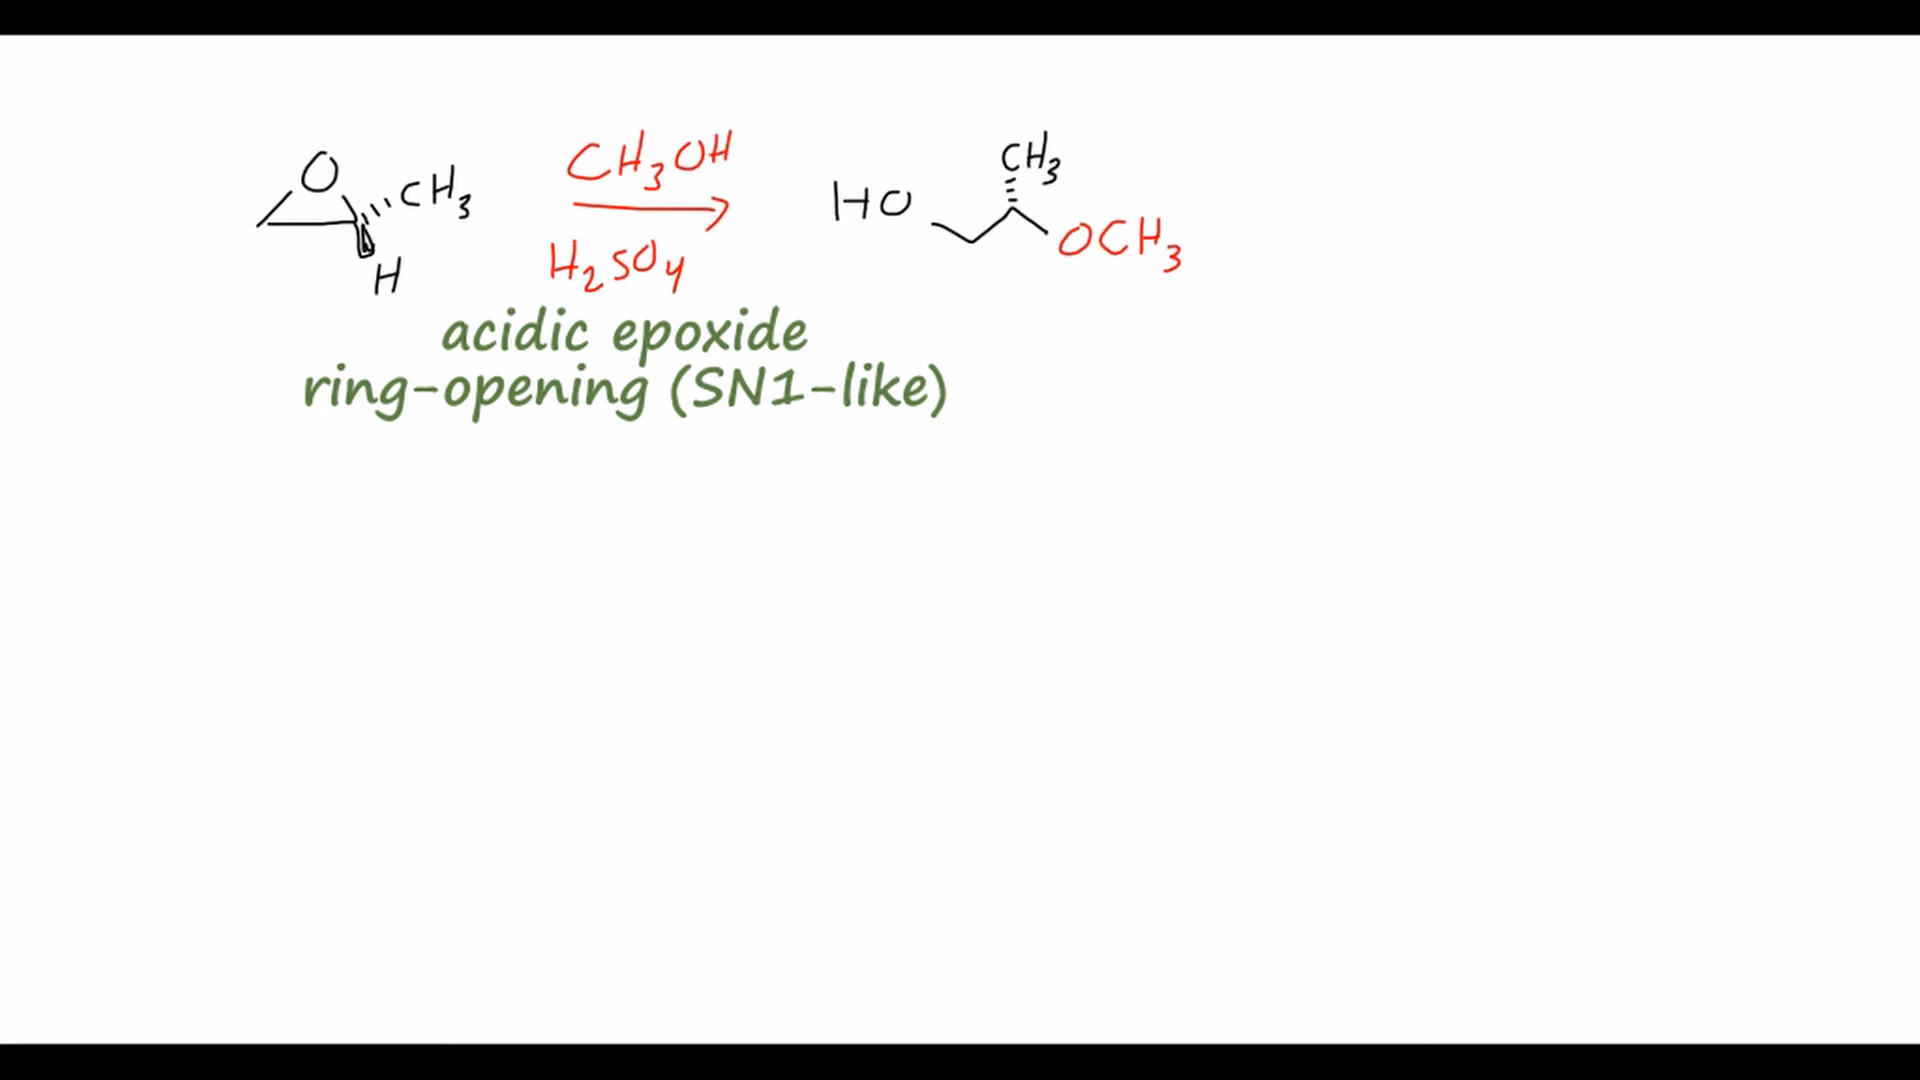 O CH₃
H
CH₃OH
H₂SO₄
HO CH₃
OCH₃
acidic epoxide
ring-opening (SN1-like)